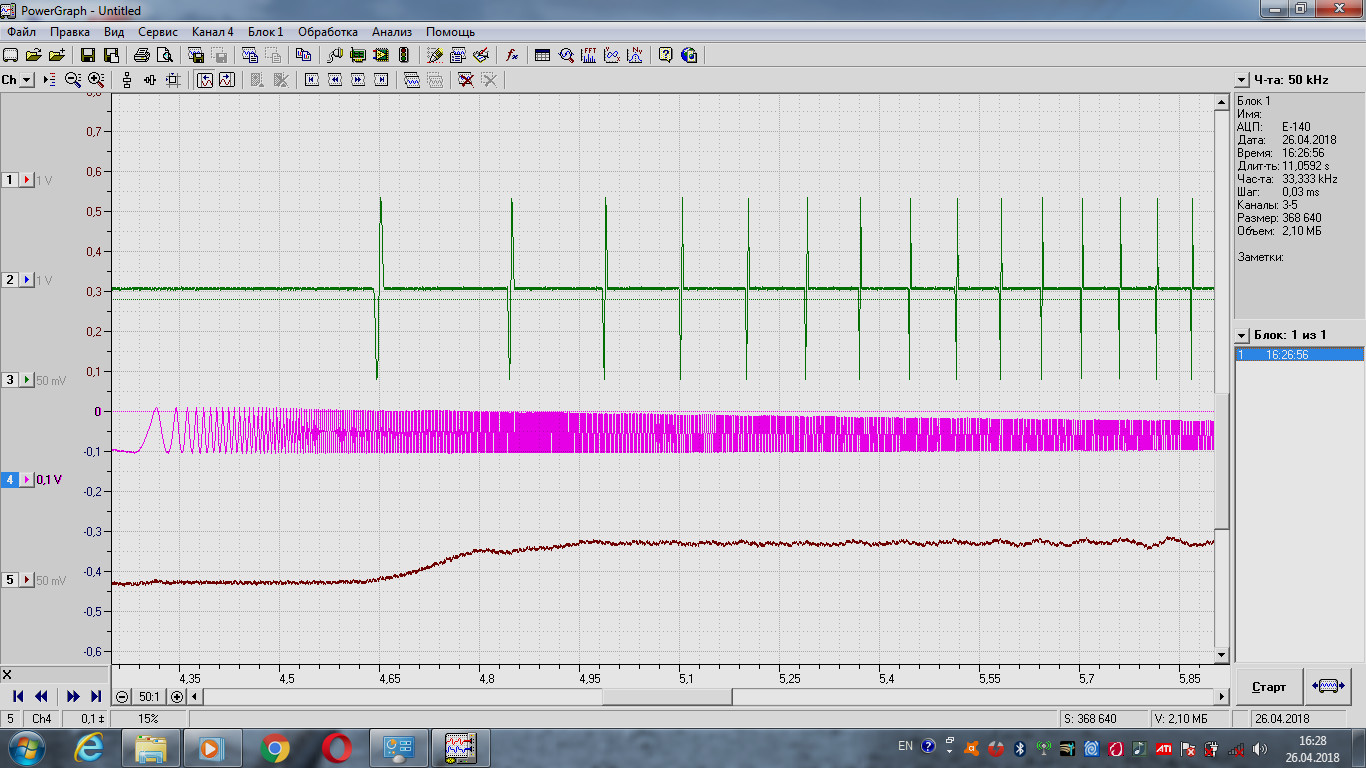 PowerGraph - Untitled
Файл Правка Вид Сервис Канал 4 Блок 1 Обработка Анализ Помощь
Ch
Ч-та: 50 kHz
Блок 1
Имя:
АЦП: E-140
Дата: 26.04.2018
Время: 16:26:56
Длит-ть: 11,0592 s
Час-та: 33,333 kHz
Шаг: 0,03 ms
Каналы: 3-5
Размер: 368 640
Объем: 2,10 МБ
Заметки:
Блок: 1 из 1
1 16:26:56
0,7
0,6
1 1 V
0,5
0,4
2 1 V
0,3
0,2
3 50 mV
0,1
0
-0,1
4 0,1 V
-0,2
-0,3
-0,4
5 50 mV
-0,5
-0,6
4,35 4,5 4,65 4,8 4,95 5,1 5,25 5,4 5,55 5,7 5,85
X
50:1
Старт
5 Ch4 0,1 15% S: 368 640 V: 2,10 МБ 26.04.2018
EN
ATI
16:28
26.04.2018